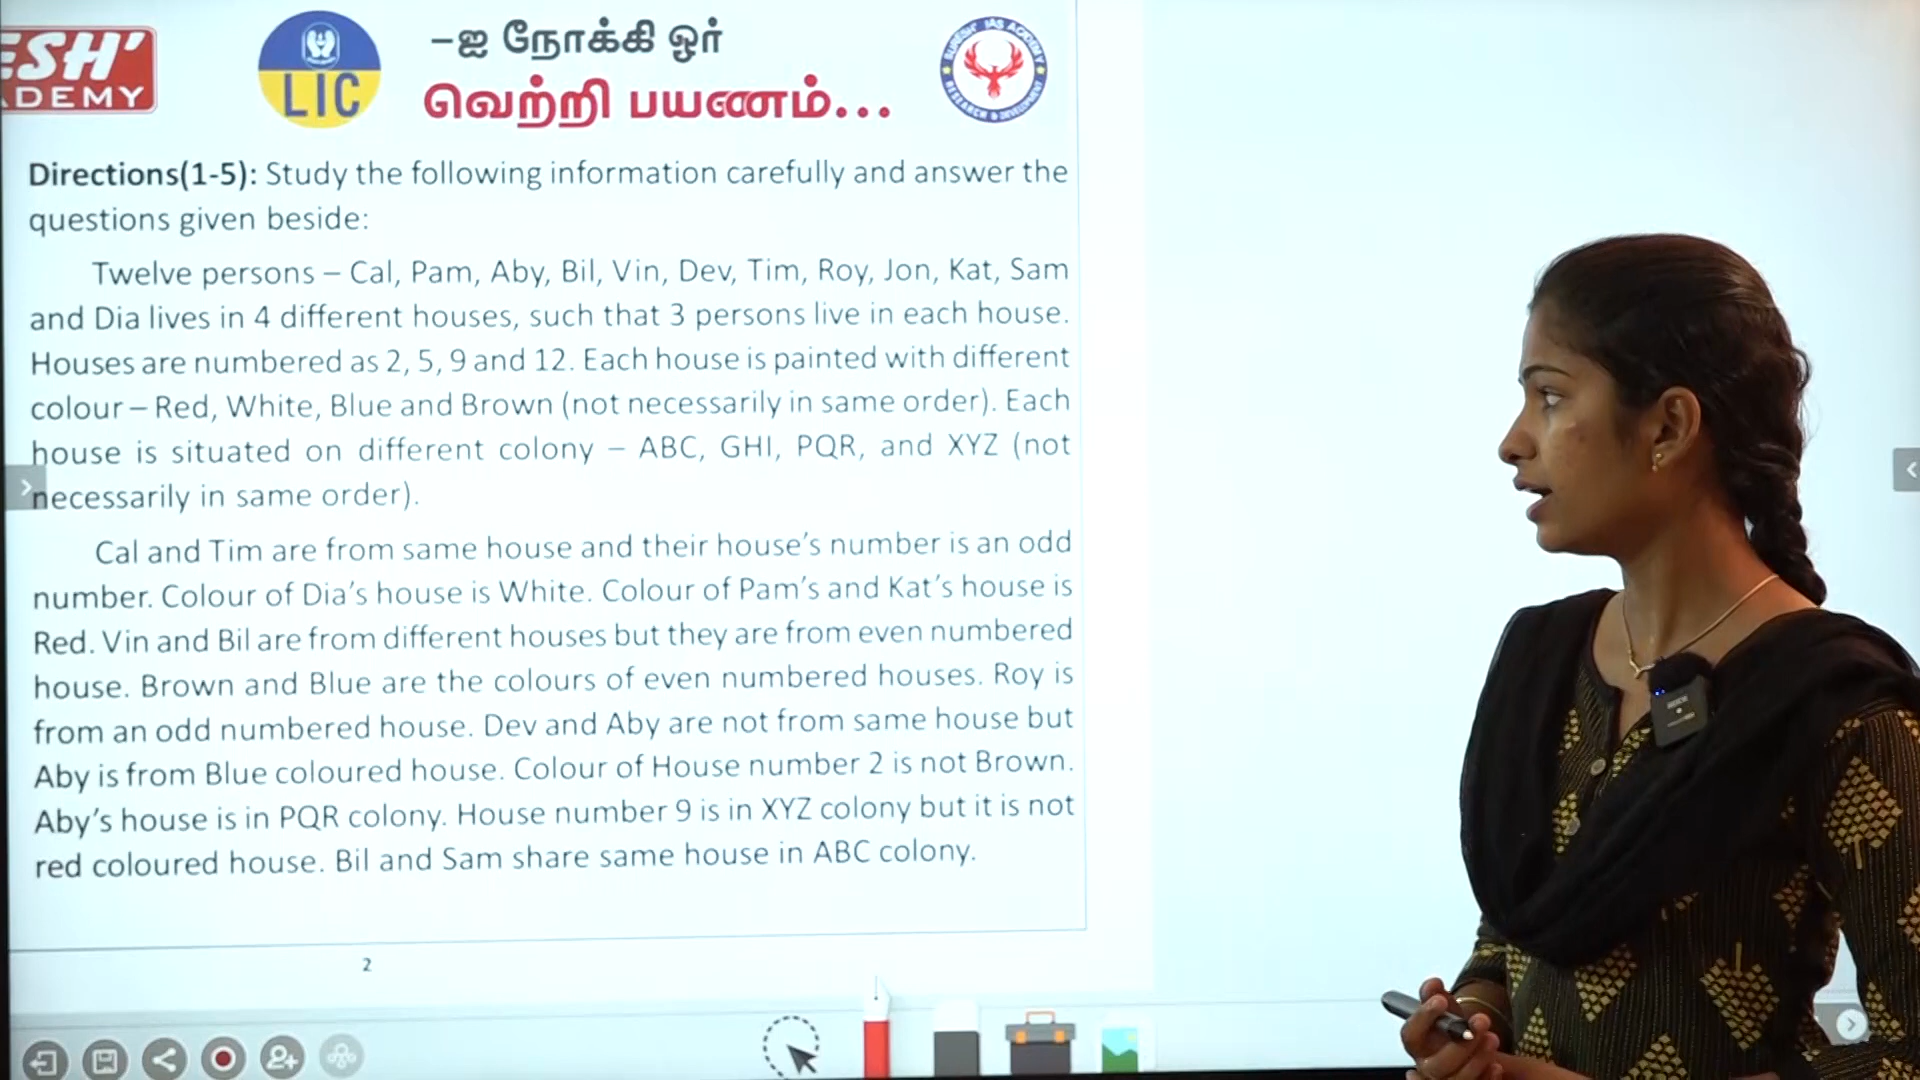 ESH'
ADEMY
LIC
–ஐ நோக்கி ஓர்
வெற்றி பயணம்...
SURESH' IAS ACADEMY
RESEARCH & DEVELOPMENT
Directions(1-5): Study the following information carefully and answer the
questions given beside:
Twelve persons – Cal, Pam, Aby, Bil, Vin, Dev, Tim, Roy, Jon, Kat, Sam
and Dia lives in 4 different houses, such that 3 persons live in each house.
Houses are numbered as 2, 5, 9 and 12. Each house is painted with different
colour – Red, White, Blue and Brown (not necessarily in same order). Each
house is situated on different colony – ABC, GHI, PQR, and XYZ (not
necessarily in same order).
Cal and Tim are from same house and their house's number is an odd
number. Colour of Dia's house is White. Colour of Pam's and Kat's house is
Red. Vin and Bil are from different houses but they are from even numbered
house. Brown and Blue are the colours of even numbered houses. Roy is
from an odd numbered house. Dev and Aby are not from same house but
Aby is from Blue coloured house. Colour of House number 2 is not Brown.
Aby's house is in PQR colony. House number 9 is in XYZ colony but it is not
red coloured house. Bil and Sam share same house in ABC colony.
2